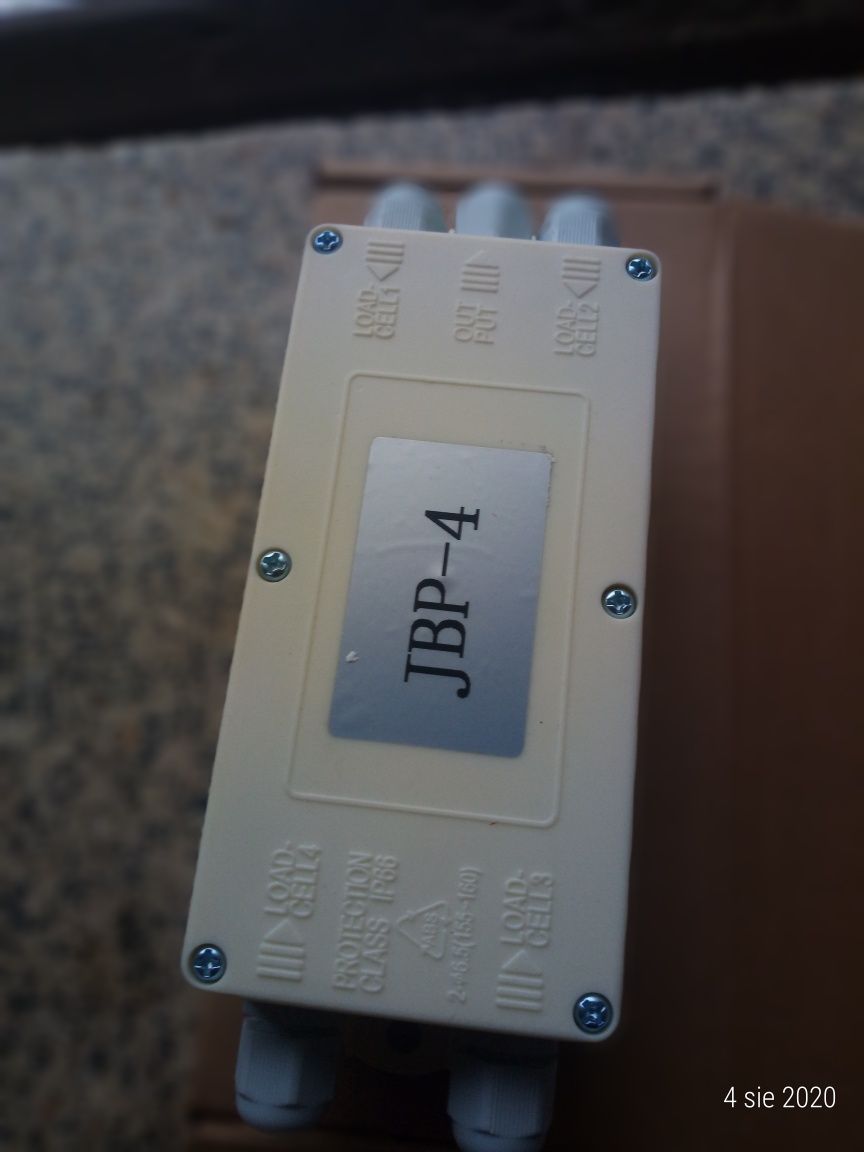 LOAD-
CELL1
OUT
PUT
LOAD-
CELL2
JBP-4
LOAD-
CELL4
PROTECTION
CLASS IP66
ABS
LOAD-
CELL3
4 sie 2020